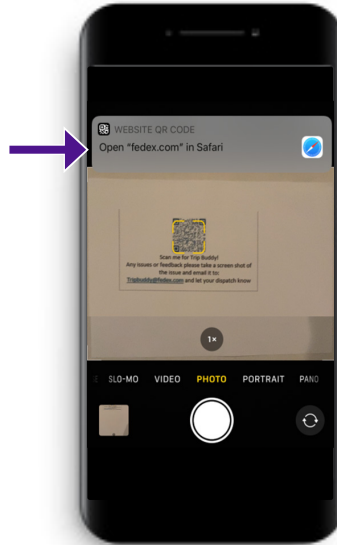 WEBSITE QR CODE
Open “fedex.com” in Safari
Scan me for Trip Buddy!
Any issues or feedback please take a screen shot of
the issue and email it to:
Tripbuddy@fedex.com and let your dispatch know
1×
SLO-MO VIDEO PHOTO PORTRAIT PANO